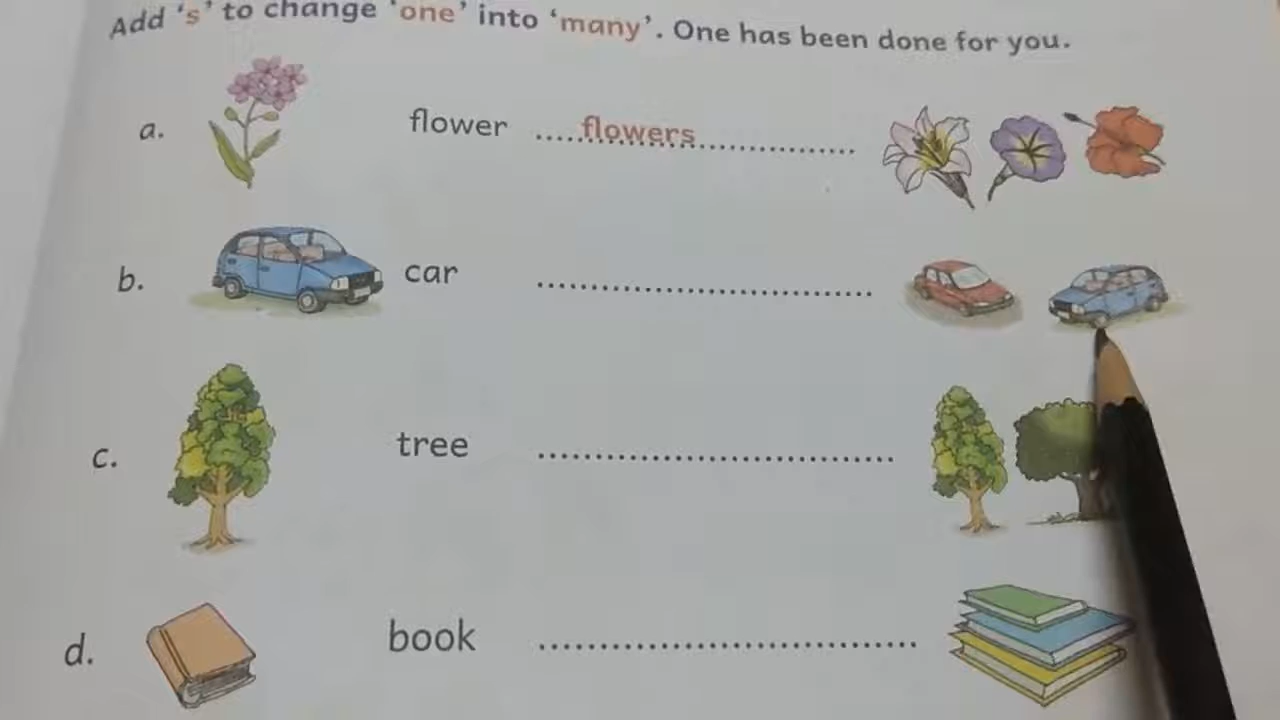 Add ‘s’ to change ‘one’ into ‘many’. One has been done for you.
a. flower .....flowers....................
b. car ..............................
c. tree ..............................
d. book ..............................